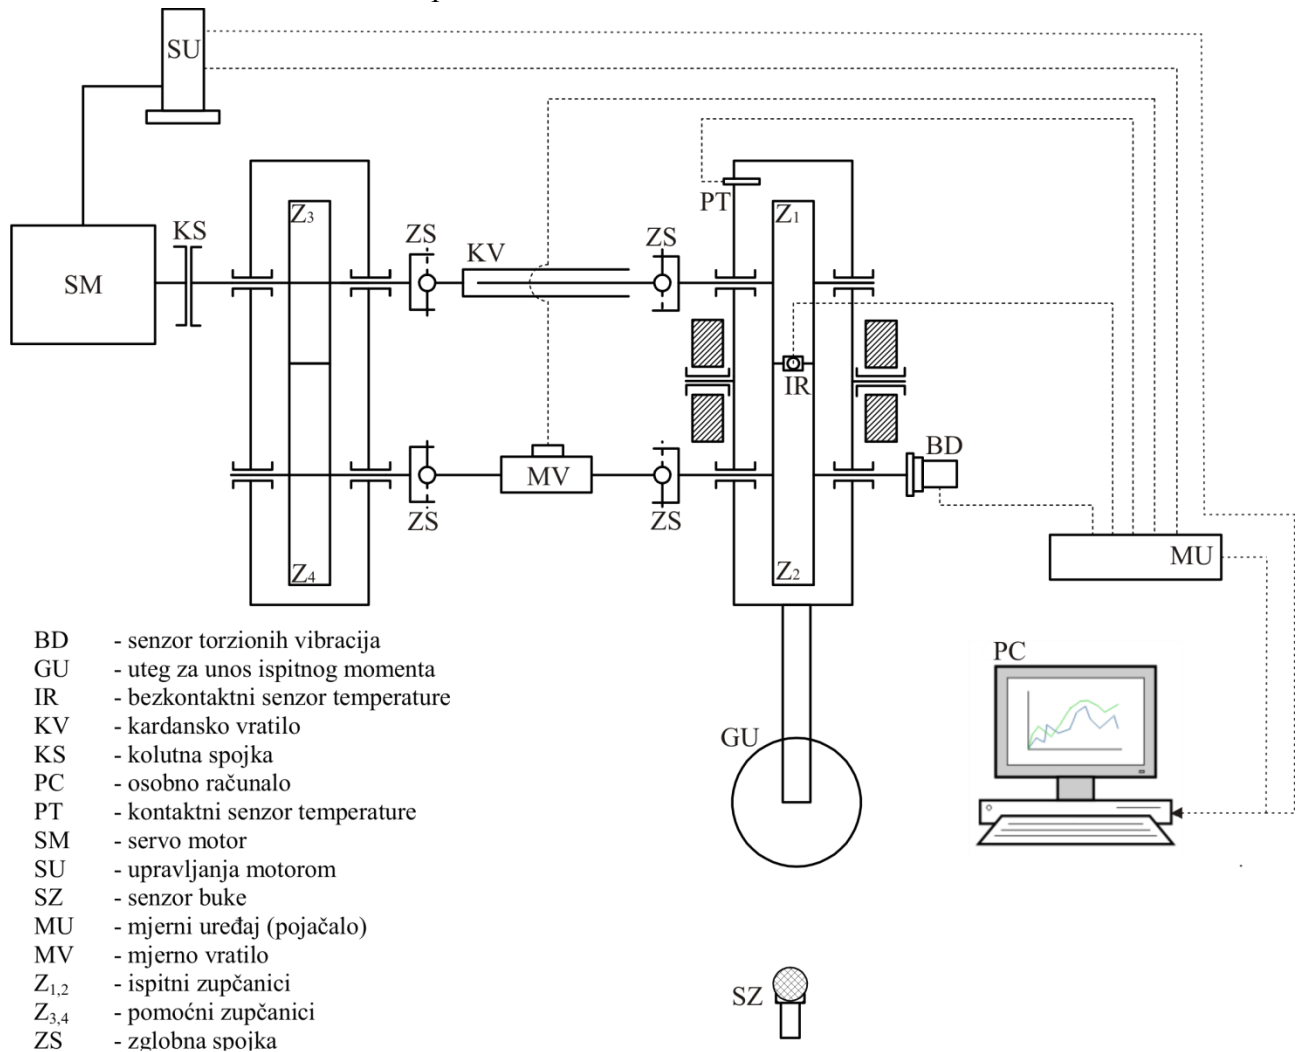 SU
PT
Z3
Z1
KS
ZS
KV
ZS
SM
IR
BD
MV
ZS
ZS
MU
Z4
Z2
BD - senzor torzionih vibracija
GU - uteg za unos ispitnog momenta
IR - bezkontaktni senzor temperature
KV - kardansko vratilo
KS - kolutna spojka
PC - osobno računalo
PT - kontaktni senzor temperature
SM - servo motor
SU - upravljanja motorom
SZ - senzor buke
MU - mjerni uređaj (pojačalo)
MV - mjerno vratilo
Z1,2 - ispitni zupčanici
Z3,4 - pomoćni zupčanici
ZS - zglobna spojka
PC
GU
SZ